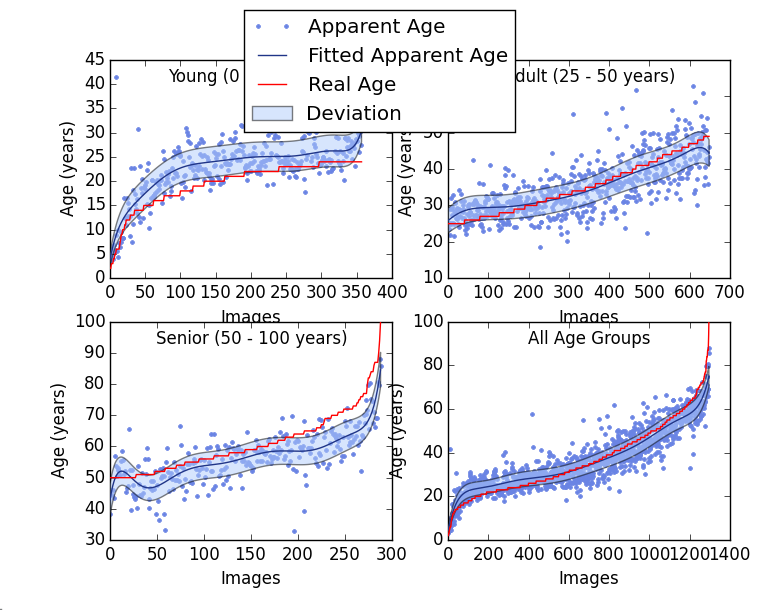 Apparent Age
Fitted Apparent Age
Real Age
Deviation
Young (0
45
40
35
30
25
20
15
10
5
0
Age (years)
0 50 100 150 200 250 300 350 400
Images
dult (25 - 50 years)
50
40
30
20
10
Age (years)
0 100 200 300 400 500 600 700
Images
Senior (50 - 100 years)
100
90
80
70
60
50
40
30
Age (years)
0 50 100 150 200 250 300
Images
All Age Groups
100
80
60
40
20
0
Age (years)
0 200 400 600 800 1000 1200 1400
Images